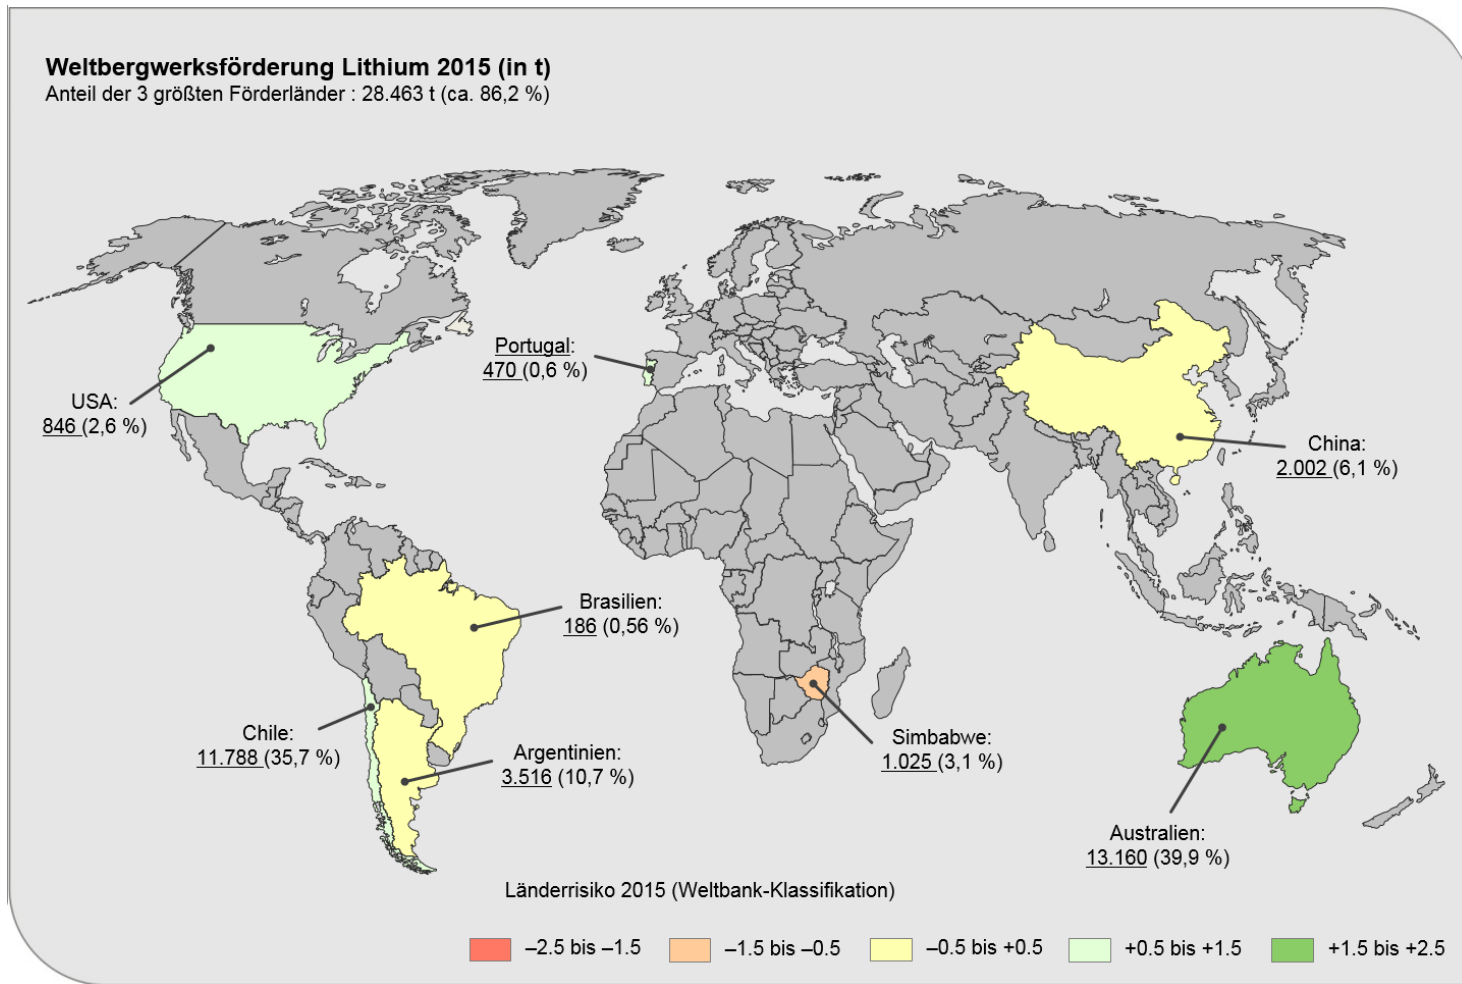 Weltbergwerksförderung Lithium 2015 (in t)
Anteil der 3 größten Förderländer : 28.463 t (ca. 86,2 %)
Portugal:
470 (0,6 %)
USA:
846 (2,6 %)
China:
2.002 (6,1 %)
Brasilien:
186 (0,56 %)
Chile:
11.788 (35,7 %)
Argentinien:
3.516 (10,7 %)
Simbabwe:
1.025 (3,1 %)
Australien:
13.160 (39,9 %)
Länderrisiko 2015 (Weltbank-Klassifikation)
–2.5 bis –1.5
–1.5 bis –0.5
–0.5 bis +0.5
+0.5 bis +1.5
+1.5 bis +2.5